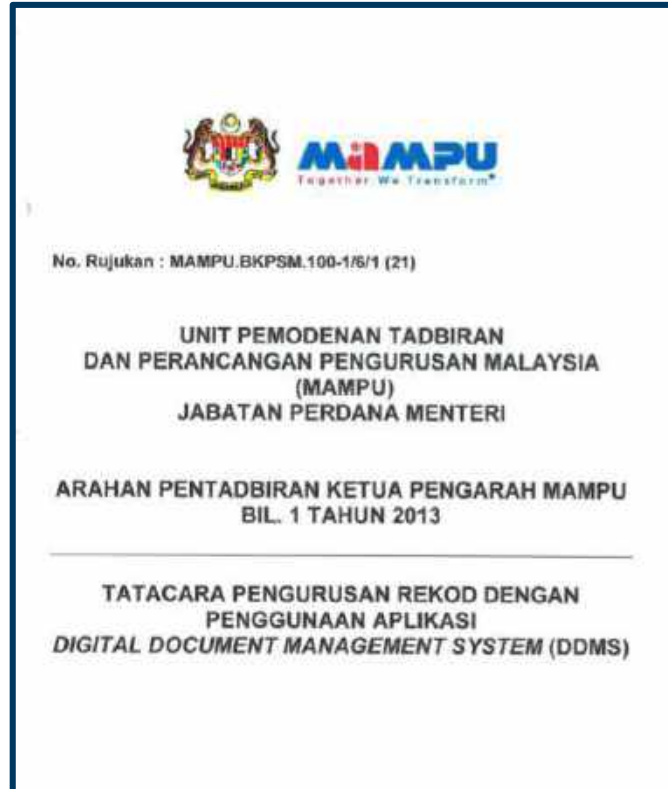 MAMPU
Together We Transform
No. Rujukan : MAMPU.BKPSM.100-1/6/1 (21)
UNIT PEMODENAN TADBIRAN
DAN PERANCANGAN PENGURUSAN MALAYSIA
(MAMPU)
JABATAN PERDANA MENTERI
ARAHAN PENTADBIRAN KETUA PENGARAH MAMPU
BIL. 1 TAHUN 2013
TATACARA PENGURUSAN REKOD DENGAN
PENGGUNAAN APLIKASI
DIGITAL DOCUMENT MANAGEMENT SYSTEM (DDMS)